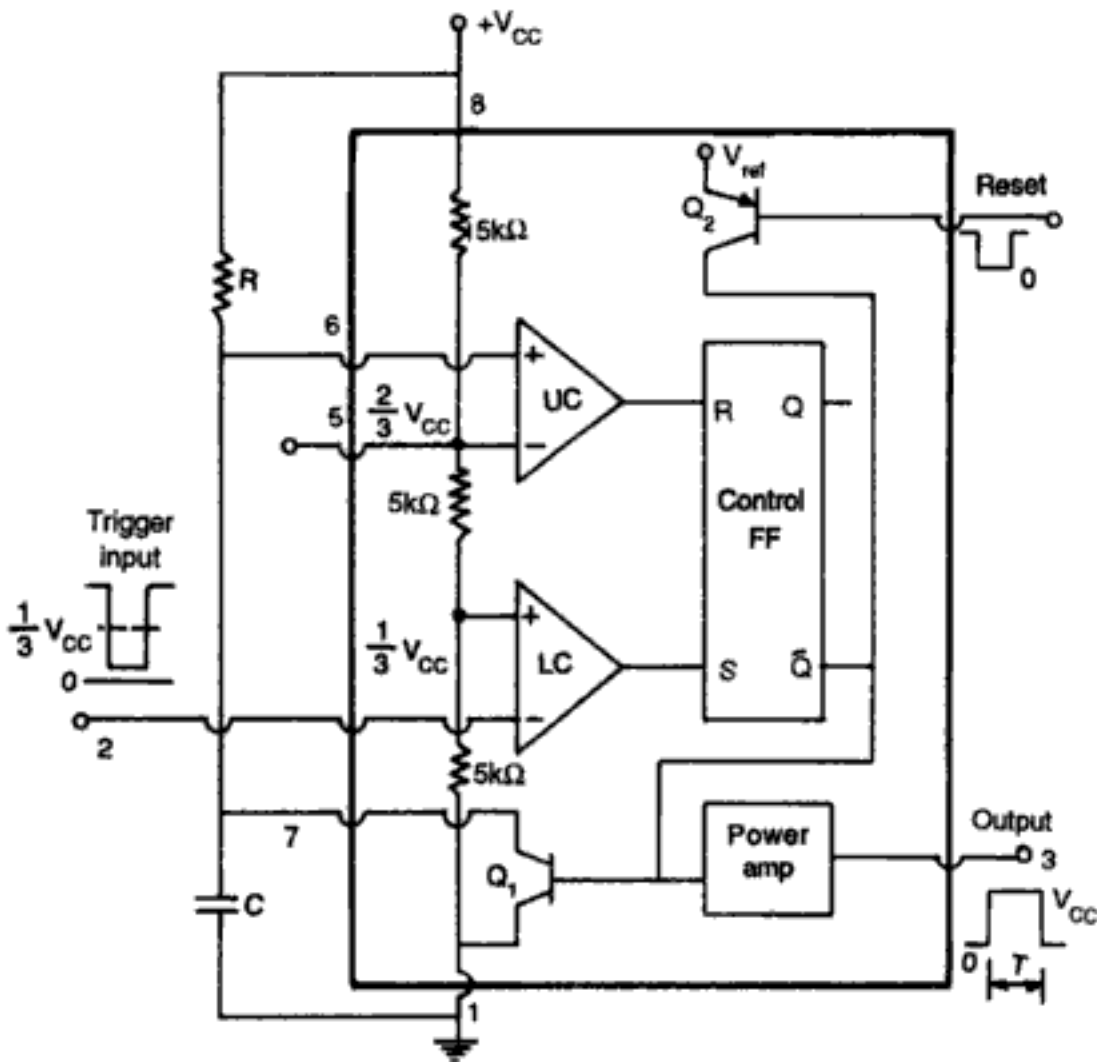 +V_CC
8
V_ref
Reset
Q_2
0
5kΩ
R
6
+
UC
-
5
2/3 V_CC
R
Q
5kΩ
Control
FF
Trigger
input
1/3 V_CC
0
+
LC
-
1/3 V_CC
S
Q̄
2
5kΩ
7
Q_1
Power
amp
Output
3
C
V_CC
0
T
1